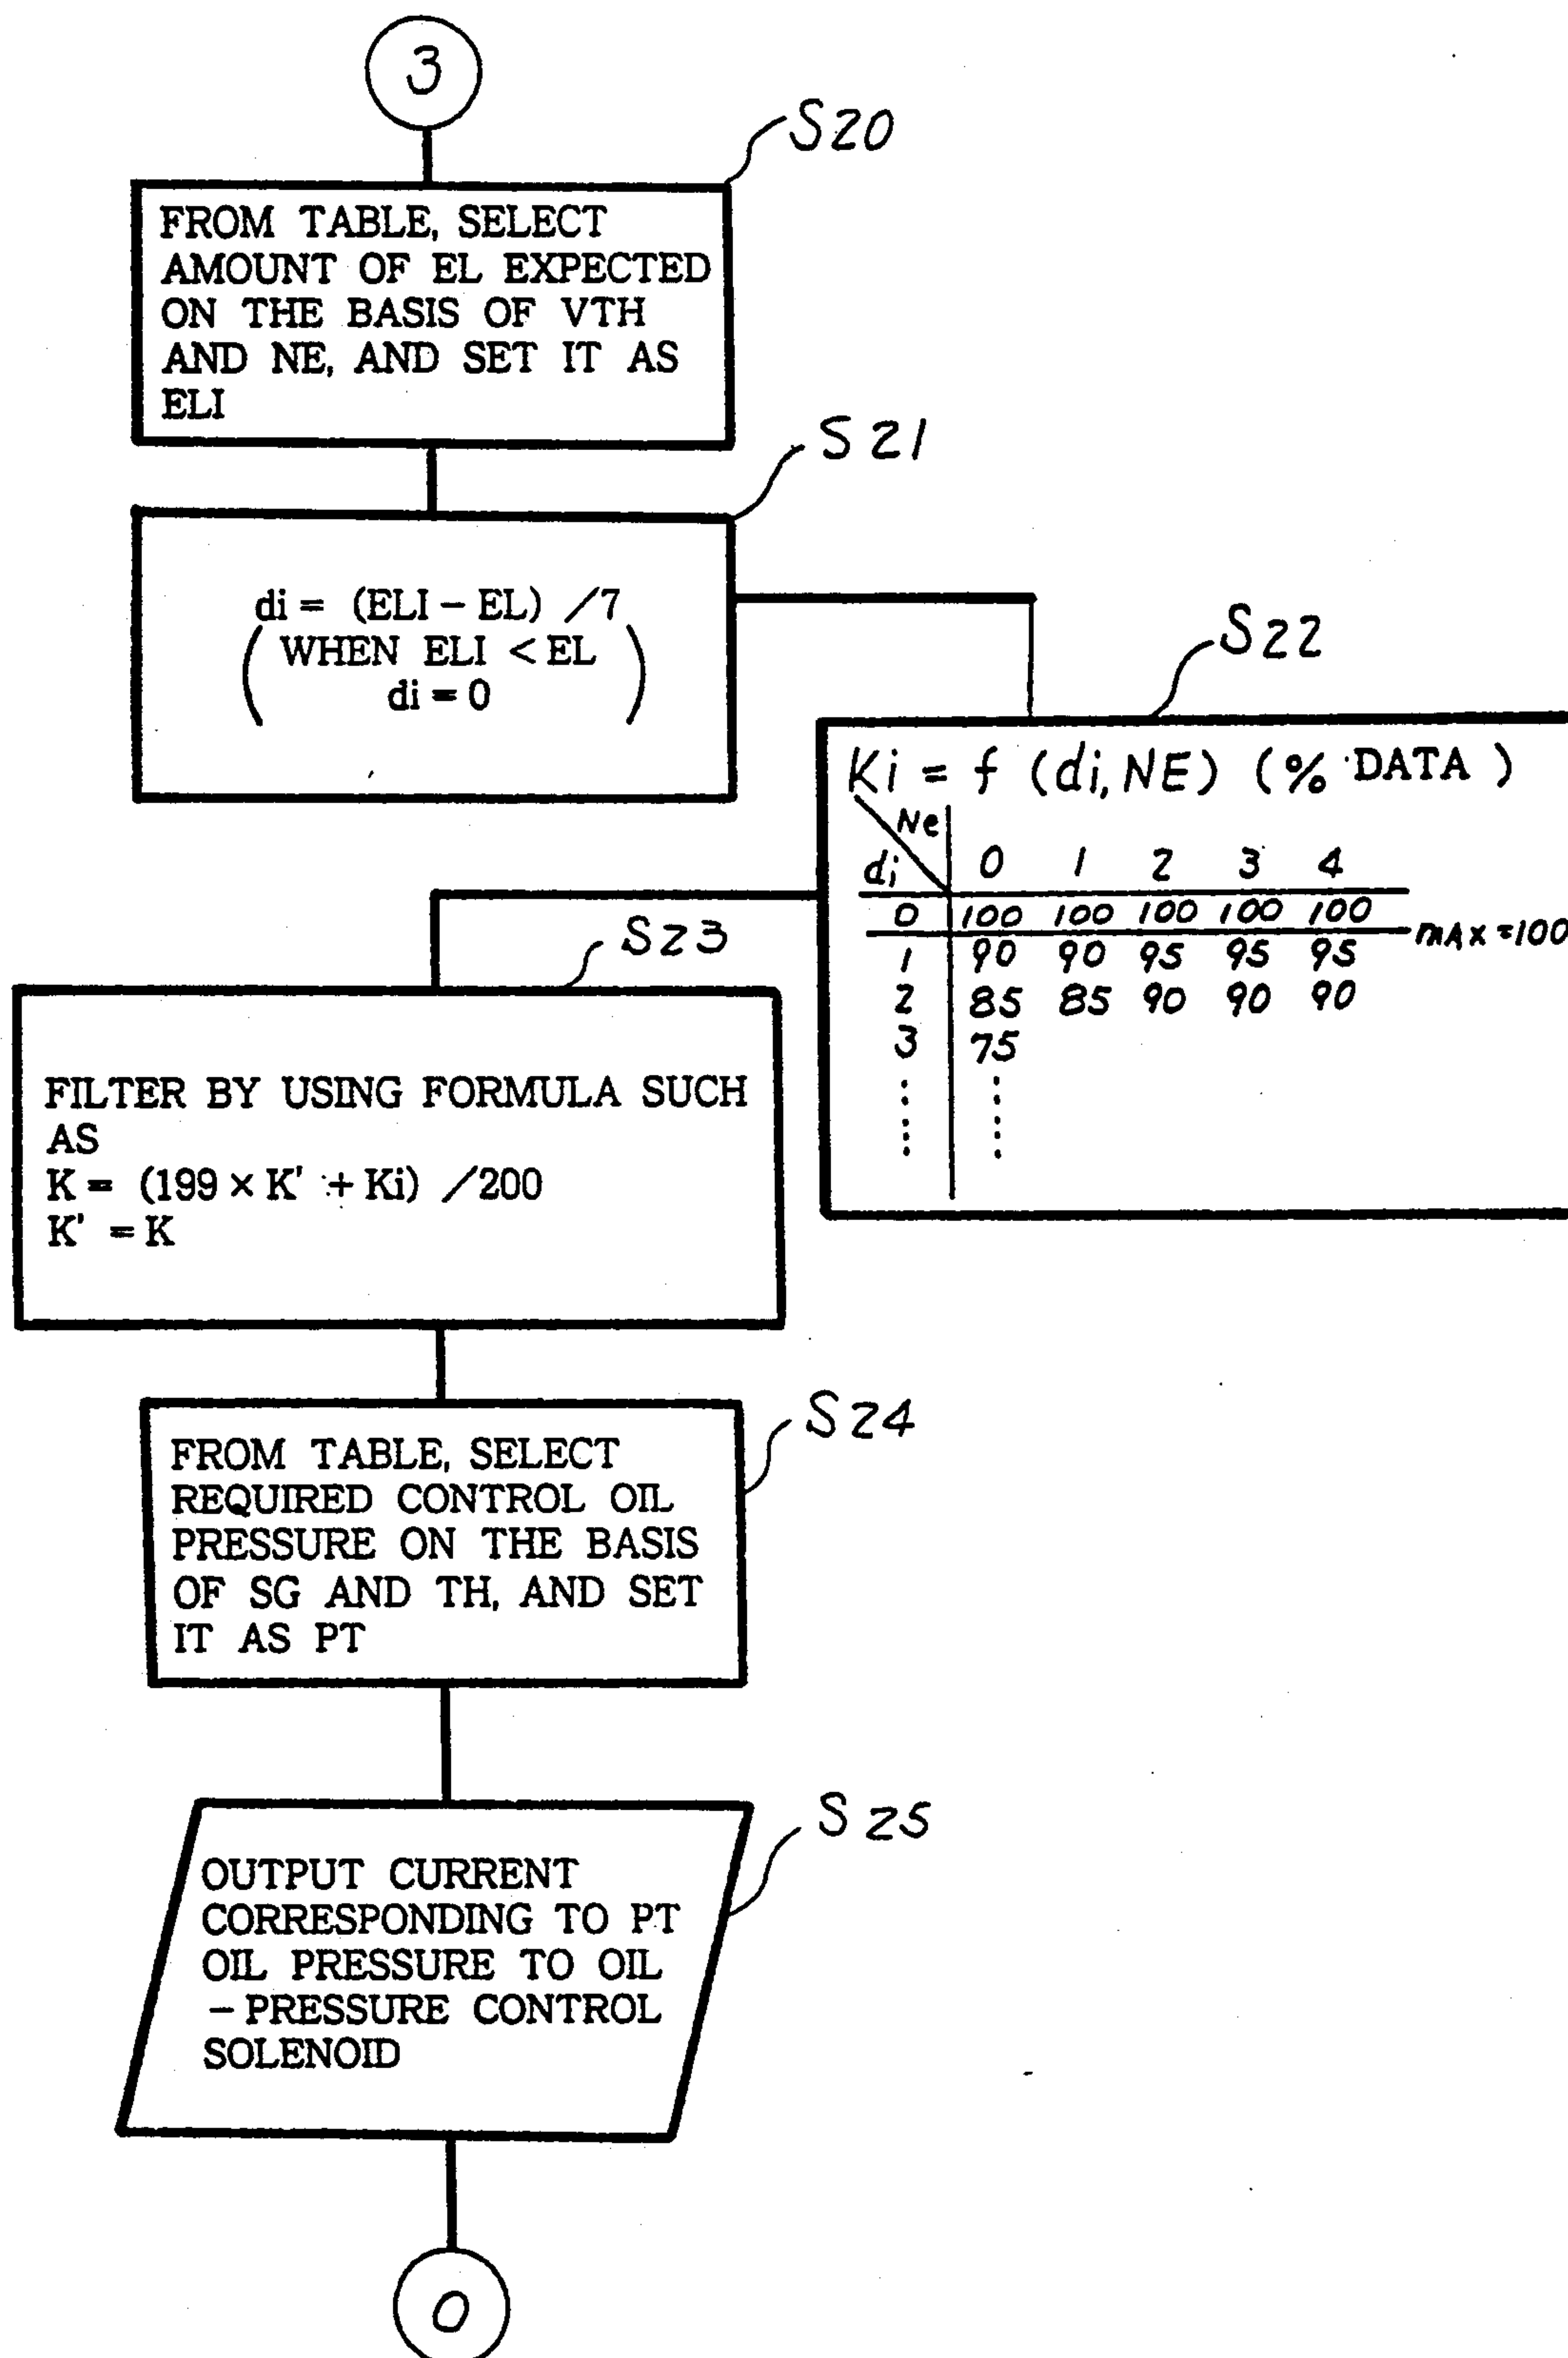 3
S20
FROM TABLE, SELECT
AMOUNT OF EL EXPECTED
ON THE BASIS OF VTH
AND NE, AND SET IT AS
ELI
S21
di = (ELI - EL) /7
( WHEN ELI < EL
di = 0 )
S22
Ki = f (di, NE) (% DATA )
Ne
di 0 1 2 3 4
0 100 100 100 100 100
MAX = 100
1 90 90 95 95 95
2 85 85 90 90 90
3 75
S23
FILTER BY USING FORMULA SUCH
AS
K = (199 × K' + Ki) /200
K' = K
S24
FROM TABLE, SELECT
REQUIRED CONTROL OIL
PRESSURE ON THE BASIS
OF SG AND TH, AND SET
IT AS PT
S25
OUTPUT CURRENT
CORRESPONDING TO PT
OIL PRESSURE TO OIL
- PRESSURE CONTROL
SOLENOID
0